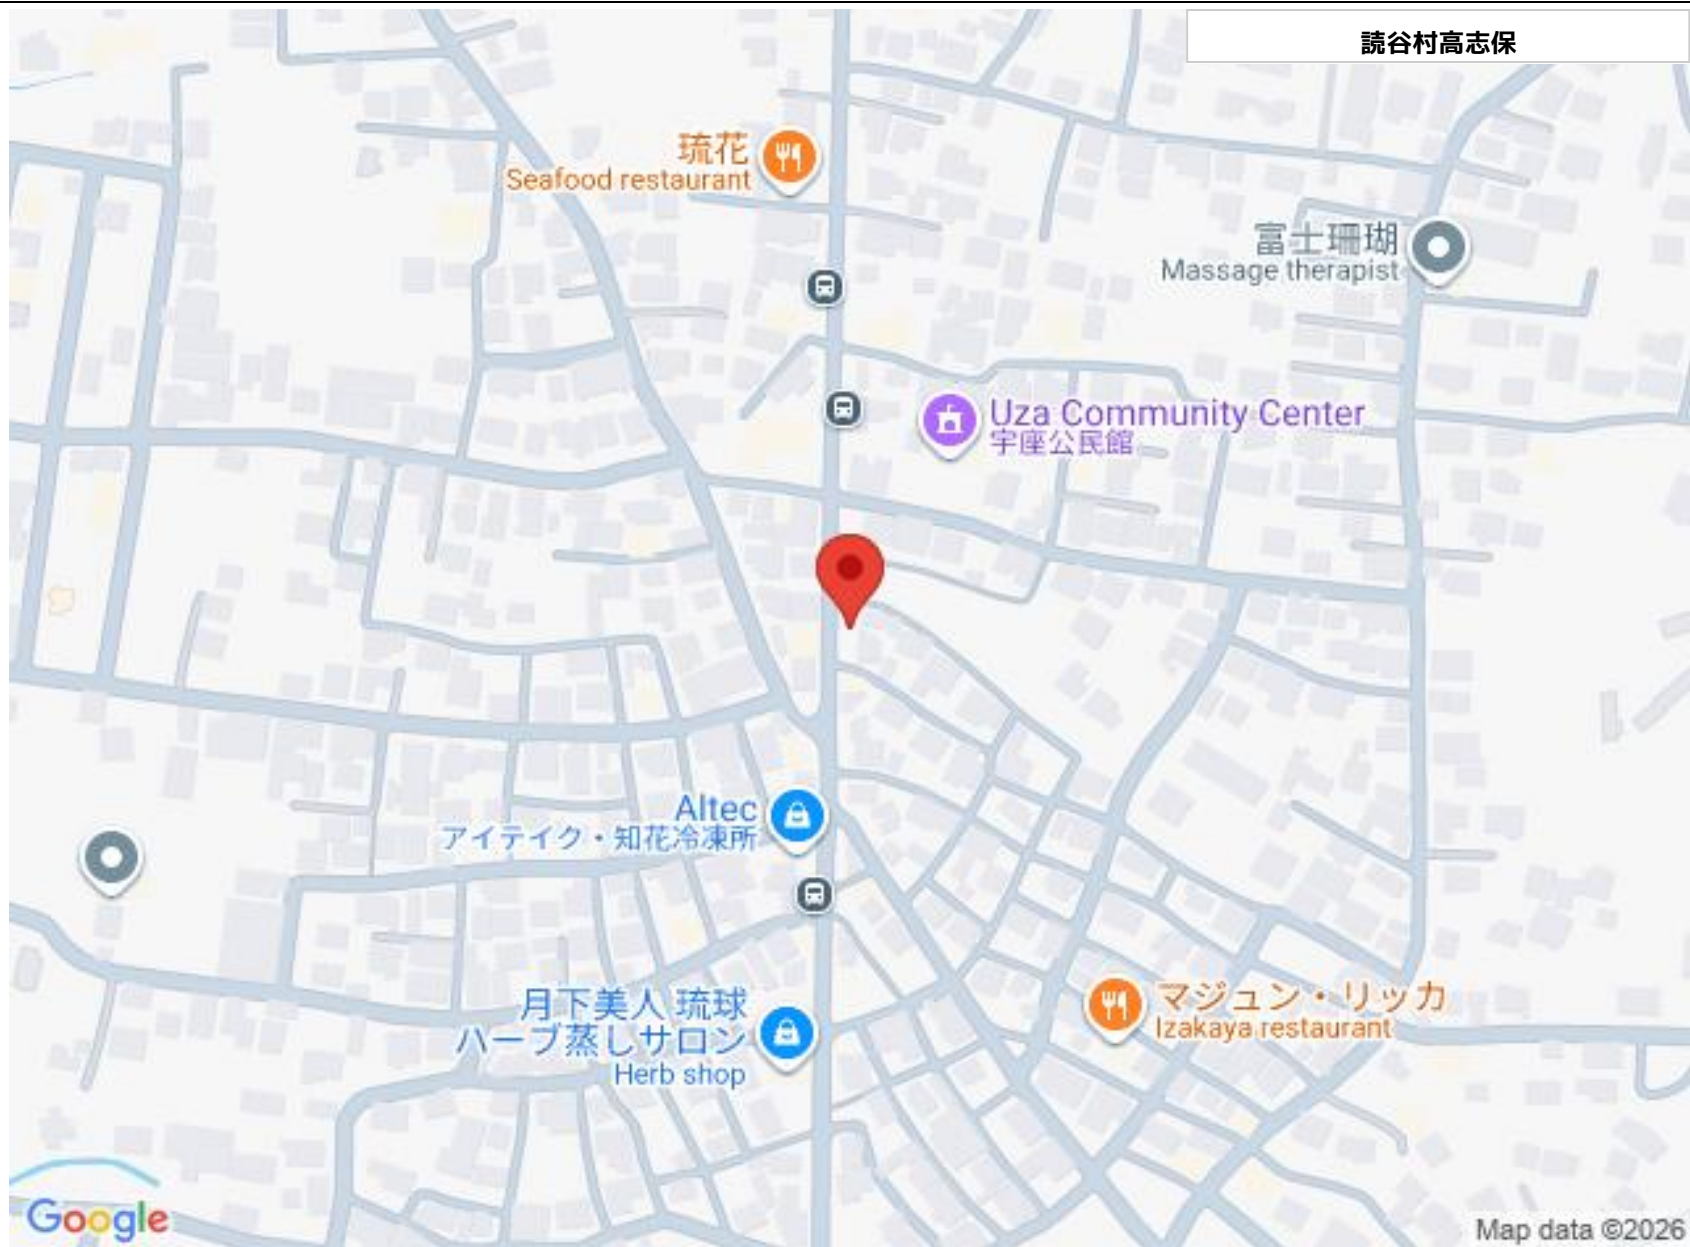 読谷村高志保
琉花
Seafood restaurant
富士珊瑚
Massage therapist
Uza Community Center
宇座公民館
Altec
アイテイク・知花冷凍所
月下美人 琉球
ハーブ蒸しサロン
Herb shop
マジュン・リッカ
Izakaya restaurant
Google
Map data ©2026